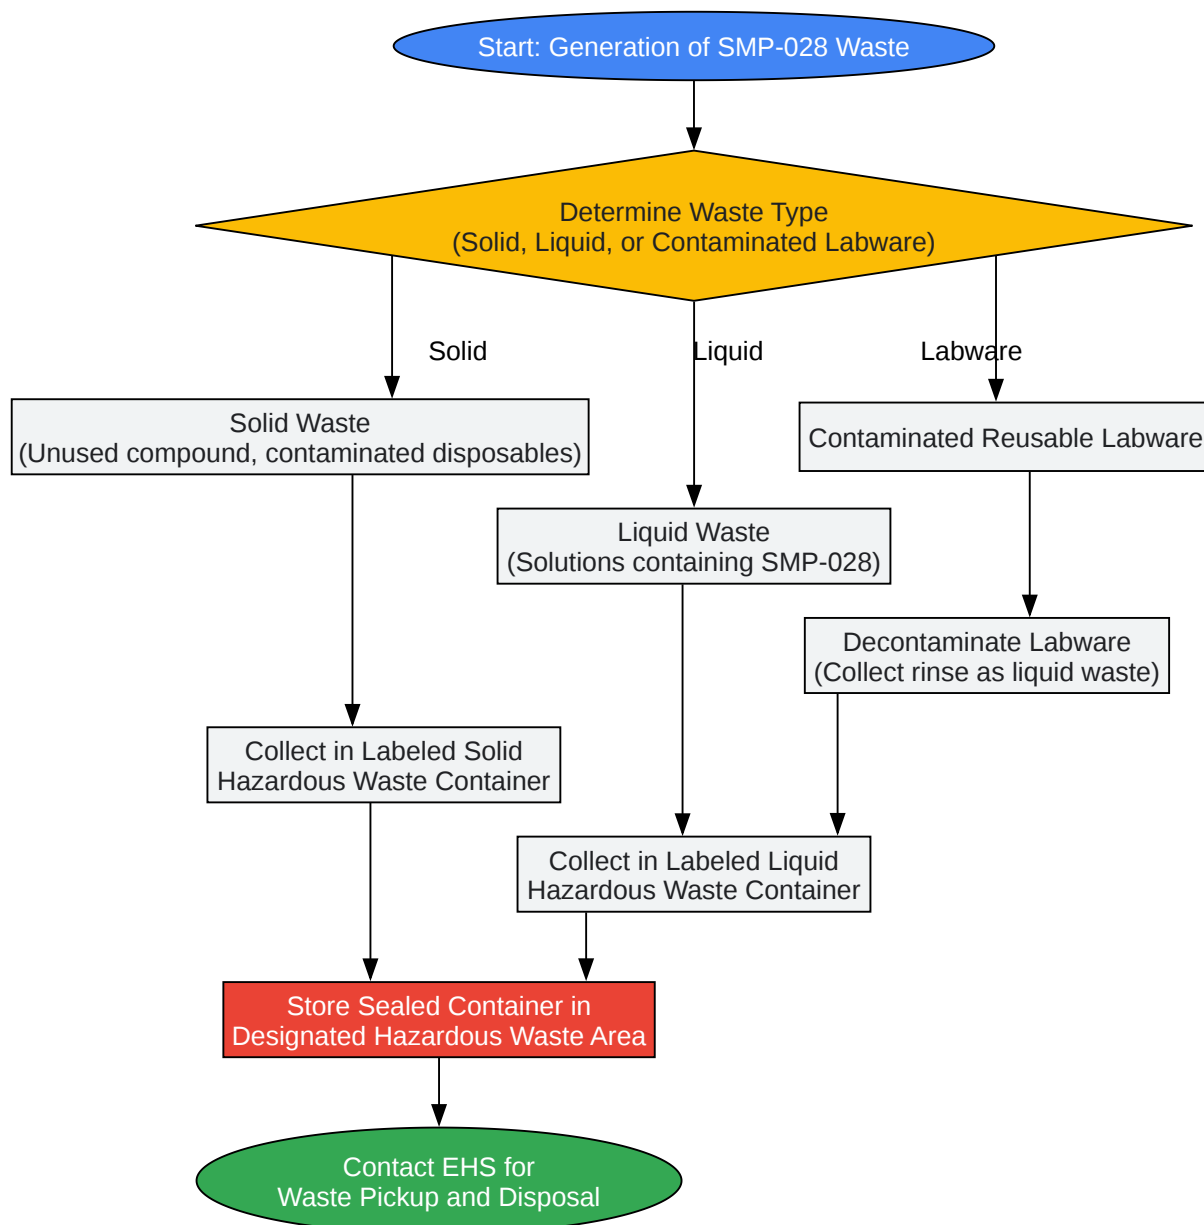 Start: Generation of SMP-028 Waste
Determine Waste Type
(Solid, Liquid, or Contaminated Labware)
Solid
Liquid
Labware
Solid Waste
(Unused compound, contaminated disposables)
Contaminated Reusable Labware
Liquid Waste
(Solutions containing SMP-028)
Decontaminate Labware
(Collect rinse as liquid waste)
Collect in Labeled Solid
Hazardous Waste Container
Collect in Labeled Liquid
Hazardous Waste Container
Store Sealed Container in
Designated Hazardous Waste Area
Contact EHS for
Waste Pickup and Disposal